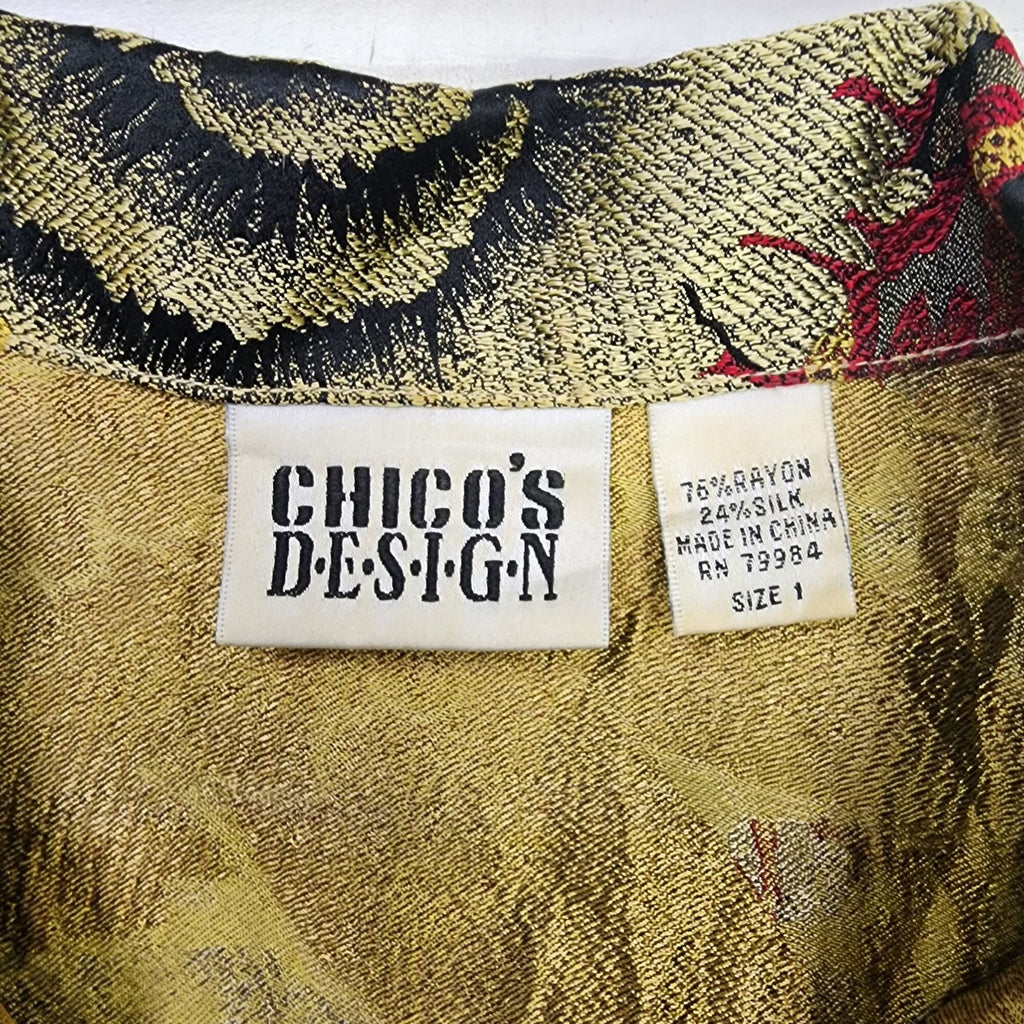 CHICO'S
D·E·S·I·G·N
76%RAYON
24%SILK
MADE IN CHINA
RN 79984
SIZE 1